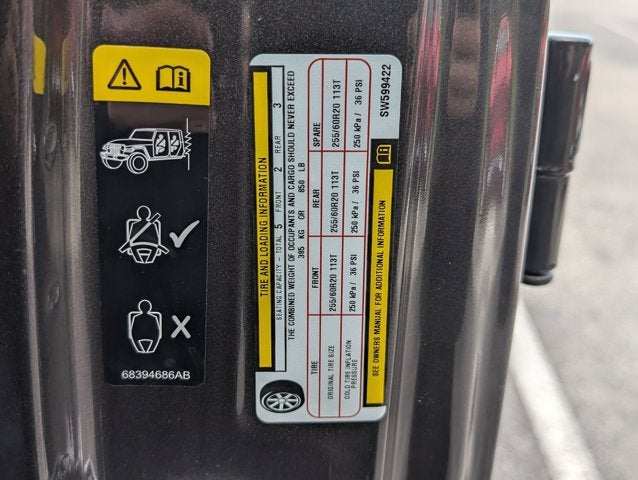 68394686AB
TIRE AND LOADING INFORMATION
SEATING CAPACITY - TOTAL 5 FRONT 2 REAR 3
THE COMBINED WEIGHT OF OCCUPANTS AND CARGO SHOULD NEVER EXCEED
385 KG OR 850 LB
TIRE FRONT REAR SPARE
ORIGINAL TIRE SIZE 255/60R20 113T 255/60R20 113T 255/60R20 113T
COLD TIRE INFLATION
PRESSURE 250 kPa / 36 PSI 250 kPa / 36 PSI 250 kPa / 36 PSI
SEE OWNERS MANUAL FOR ADDITIONAL INFORMATION
SW599422